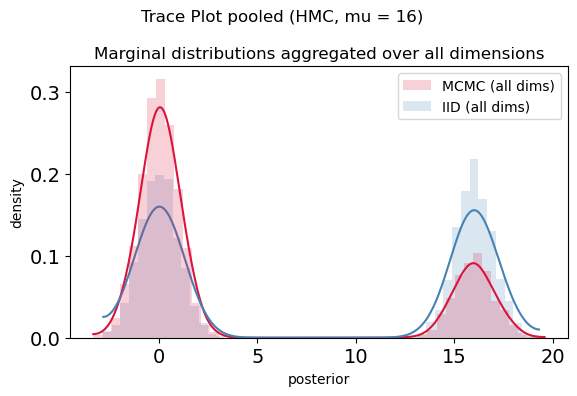 Trace Plot pooled (HMC, mu = 16)
Marginal distributions aggregated over all dimensions
MCMC (all dims)
IID (all dims)
density
0.3
0.2
0.1
0.0
0 5 10 15 20
posterior